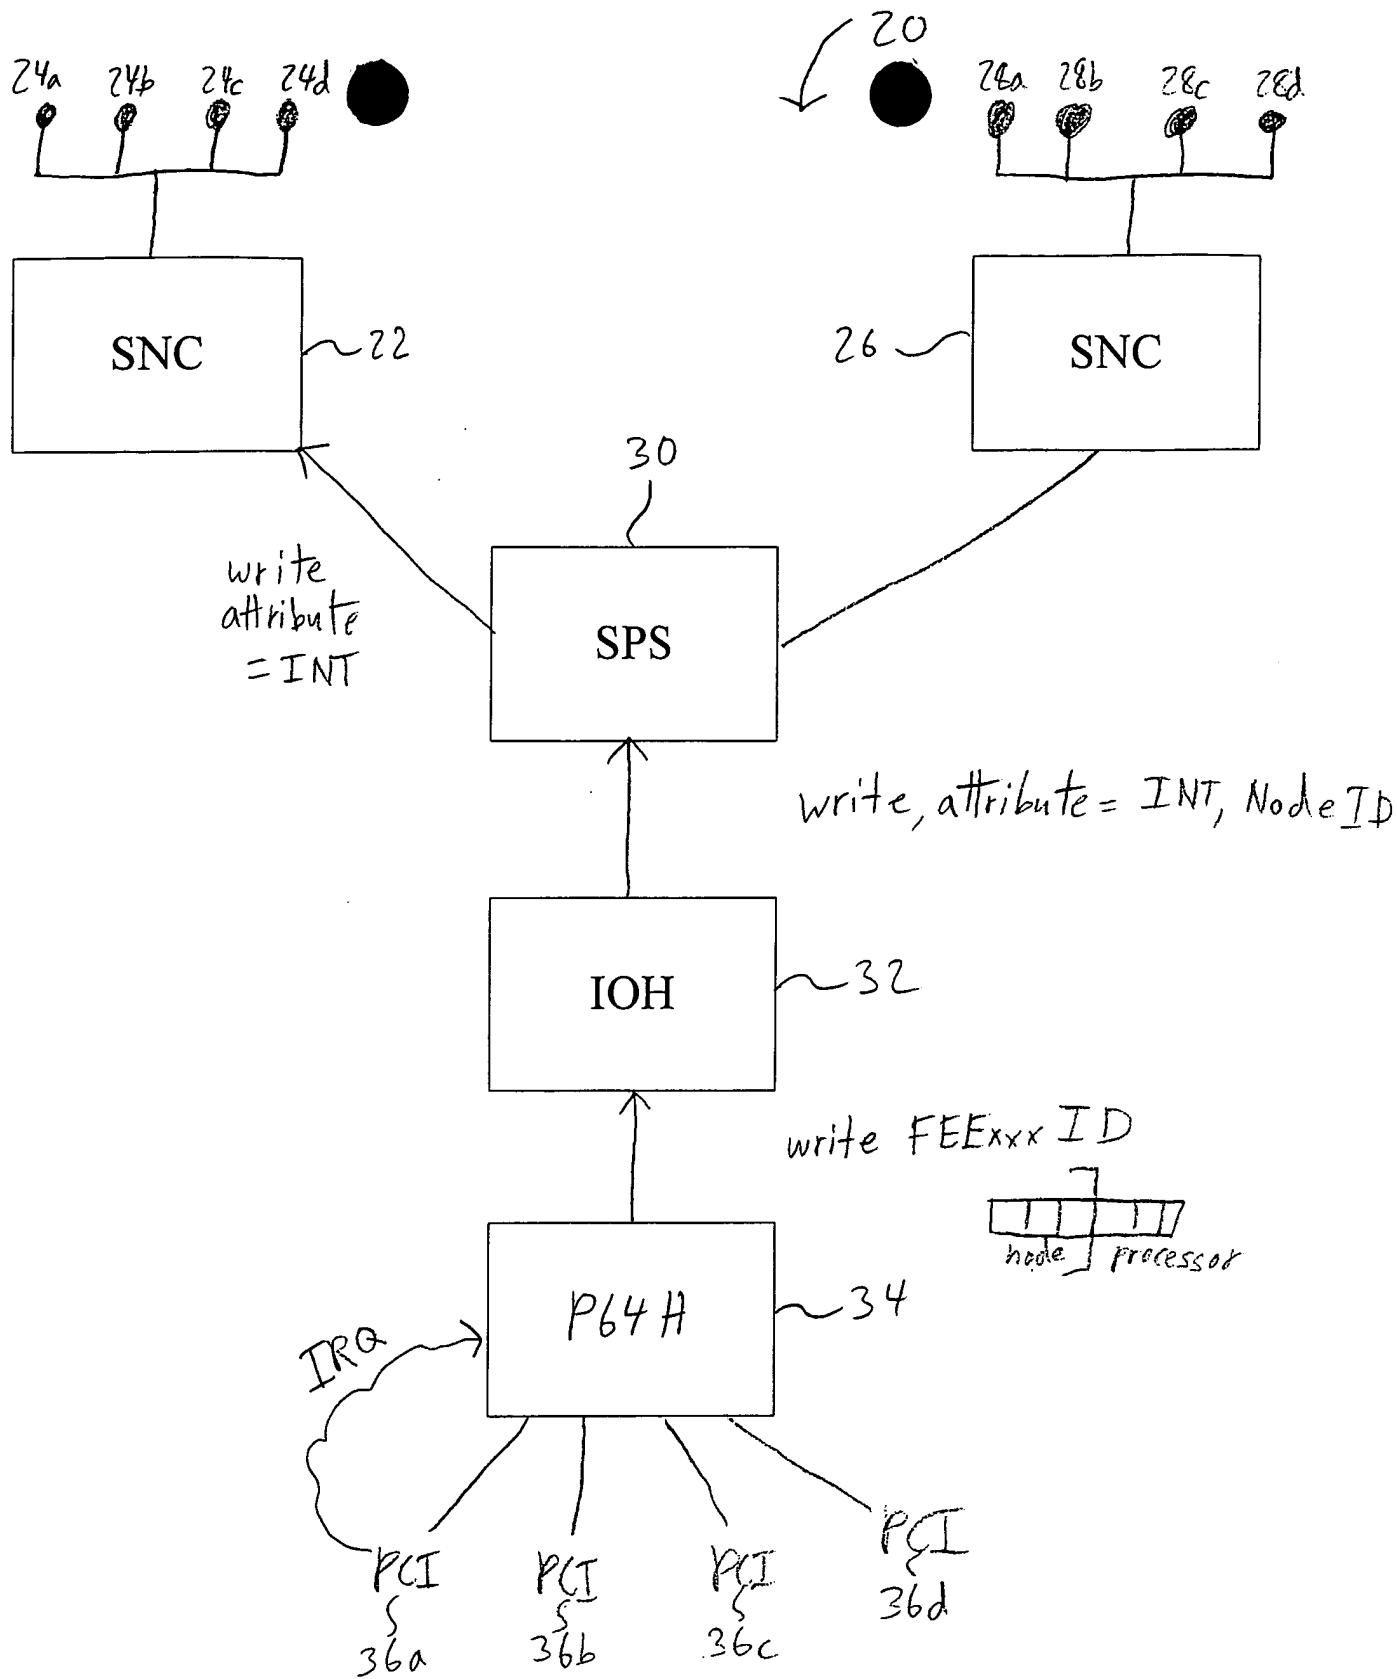 20
24a 24b 24c 24d
28a 28b 28c 28d
SNC
22
26
SNC
30
write
attribute
= INT
SPS
write, attribute = INT, Node ID
IOH
32
write FEExxx ID
node processor
P64H
34
IRQ
PCI
36a
PCI
36b
PCI
36c
PCI
36d